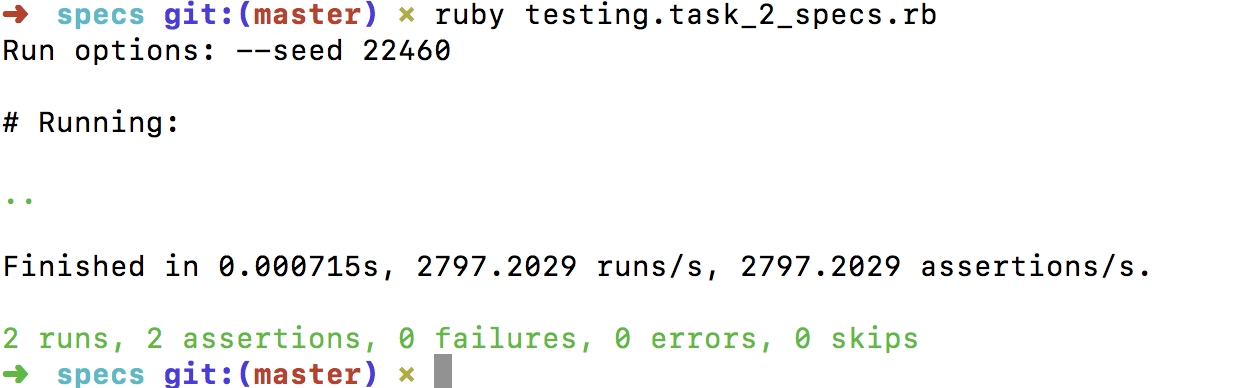 ➜ specs git:(master) × ruby testing.task_2_specs.rb
Run options: --seed 22460
# Running:
..
Finished in 0.000715s, 2797.2029 runs/s, 2797.2029 assertions/s.
2 runs, 2 assertions, 0 failures, 0 errors, 0 skips
➜ specs git:(master) ×